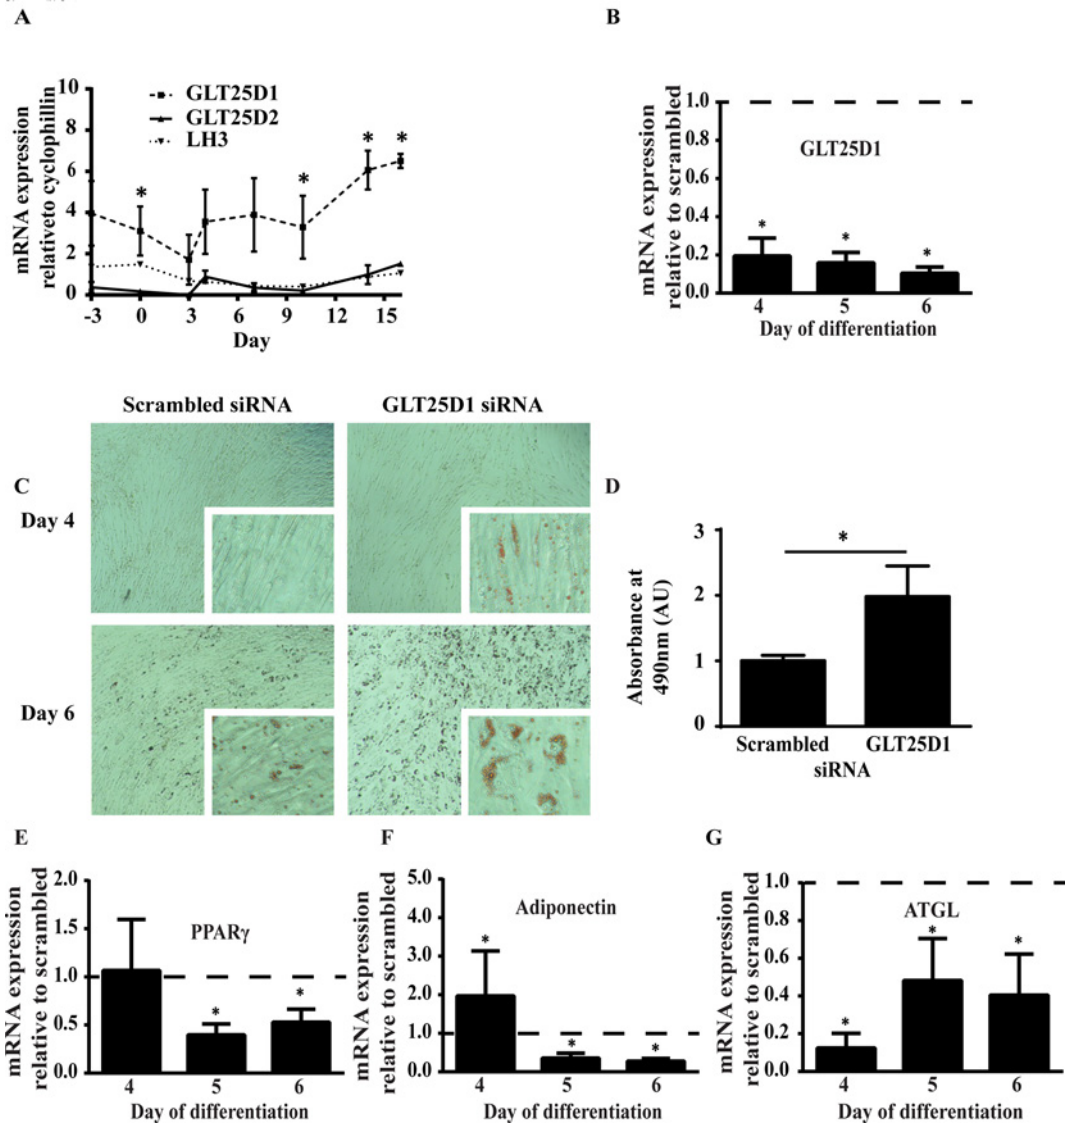 A
mRNA expression
relativeto cyclophillin
10
8
6
4
2
0
GLT25D1
GLT25D2
LH3
*
*
*
*
-3
0
3
6
9
12
15
Day
B
mRNA expression
relative to scrambled
1.0
0.8
0.6
0.4
0.2
0.0
GLT25D1
*
*
*
4
5
6
Day of differentiation
C
Scrambled siRNA
GLT25D1 siRNA
Day 4
Day 6
D
Absorbance at
490nm (AU)
3
2
1
0
*
Scrambled
GLT25D1
siRNA
E
mRNA expression
relative to scrambled
2.0
1.5
1.0
0.5
0.0
PPARγ
*
*
4
5
6
Day of differentiation
F
mRNA expression
relative to scrambled
5.0
4.0
3.0
2.0
1.0
0.0
Adiponectin
*
*
*
4
5
6
Day of differentiation
G
mRNA expression
relative to scrambled
1.0
0.8
0.6
0.4
0.2
0.0
ATGL
*
*
*
4
5
6
Day of differentiation